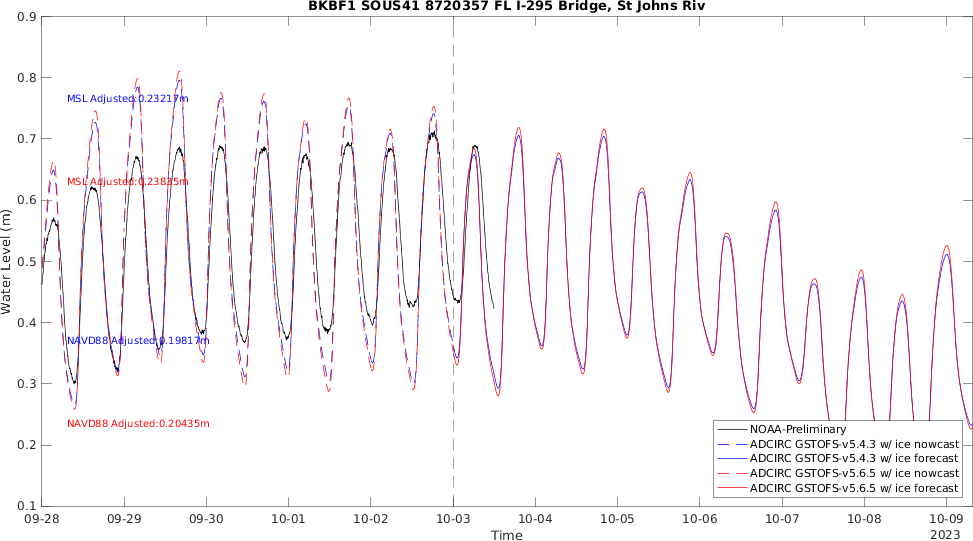 BKBF1 SOUS41 8720357 FL I-295 Bridge, St Johns Riv
0.9
0.8
0.7
0.6
0.5
0.4
0.3
0.2
0.1
Water Level (m)
MSL Adjusted:0.23217m
MSL Adjusted:0.23835m
NAVD88 Adjusted:0.19817m
NAVD88 Adjusted:0.20435m
NOAA-Preliminary
ADCIRC GSTOFS-v5.4.3 w/ ice nowcast
ADCIRC GSTOFS-v5.4.3 w/ ice forecast
ADCIRC GSTOFS-v5.6.5 w/ ice nowcast
ADCIRC GSTOFS-v5.6.5 w/ ice forecast
09-28 09-29 09-30 10-01 10-02 10-03 10-04 10-05 10-06 10-07 10-08 10-09
Time
2023